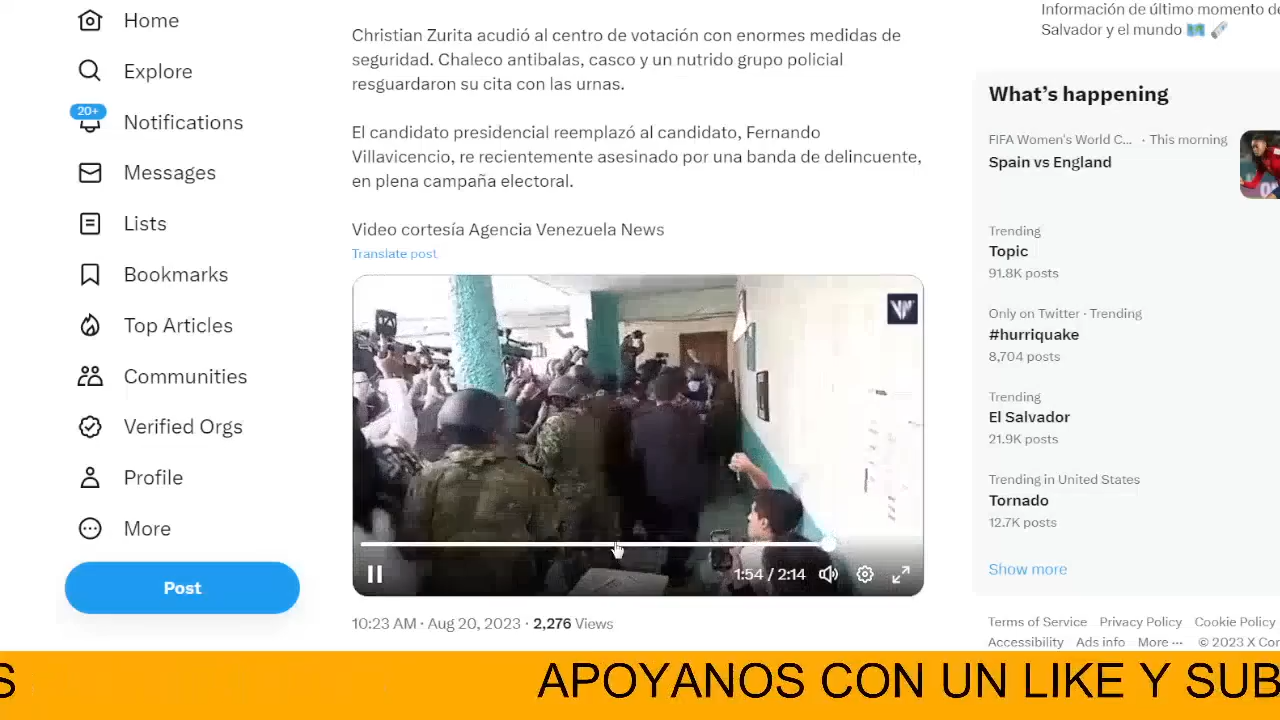 Home
Explore
20+
Notifications
Messages
Lists
Bookmarks
Top Articles
Communities
Verified Orgs
Profile
More
Post
Christian Zurita acudió al centro de votación con enormes medidas de
seguridad. Chaleco antibalas, casco y un nutrido grupo policial
resguardaron su cita con las urnas.
El candidato presidencial reemplazó al candidato, Fernando
Villavicencio, re recientemente asesinado por una banda de delincuente,
en plena campaña electoral.
Video cortesía Agencia Venezuela News
Translate post
1:54 / 2:14
10:23 AM · Aug 20, 2023 · 2,276 Views
Información de último momento de
Salvador y el mundo
What's happening
FIFA Women's World C... · This morning
Spain vs England
Trending
Topic
91.8K posts
Only on Twitter · Trending
#hurriquake
8,704 posts
Trending
El Salvador
21.9K posts
Trending in United States
Tornado
12.7K posts
Show more
Terms of Service Privacy Policy Cookie Policy
Accessibility Ads info More ··· © 2023 X Cor
S APOYANOS CON UN LIKE Y SUB